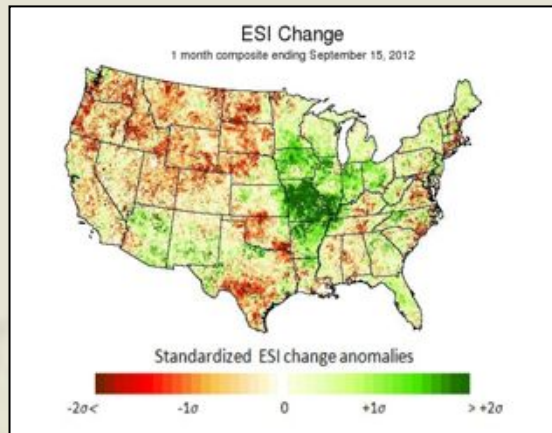 ESI Change
1 month composite ending September 15, 2012
Standardized ESI change anomalies
-2σ< -1σ 0 +1σ > +2σ